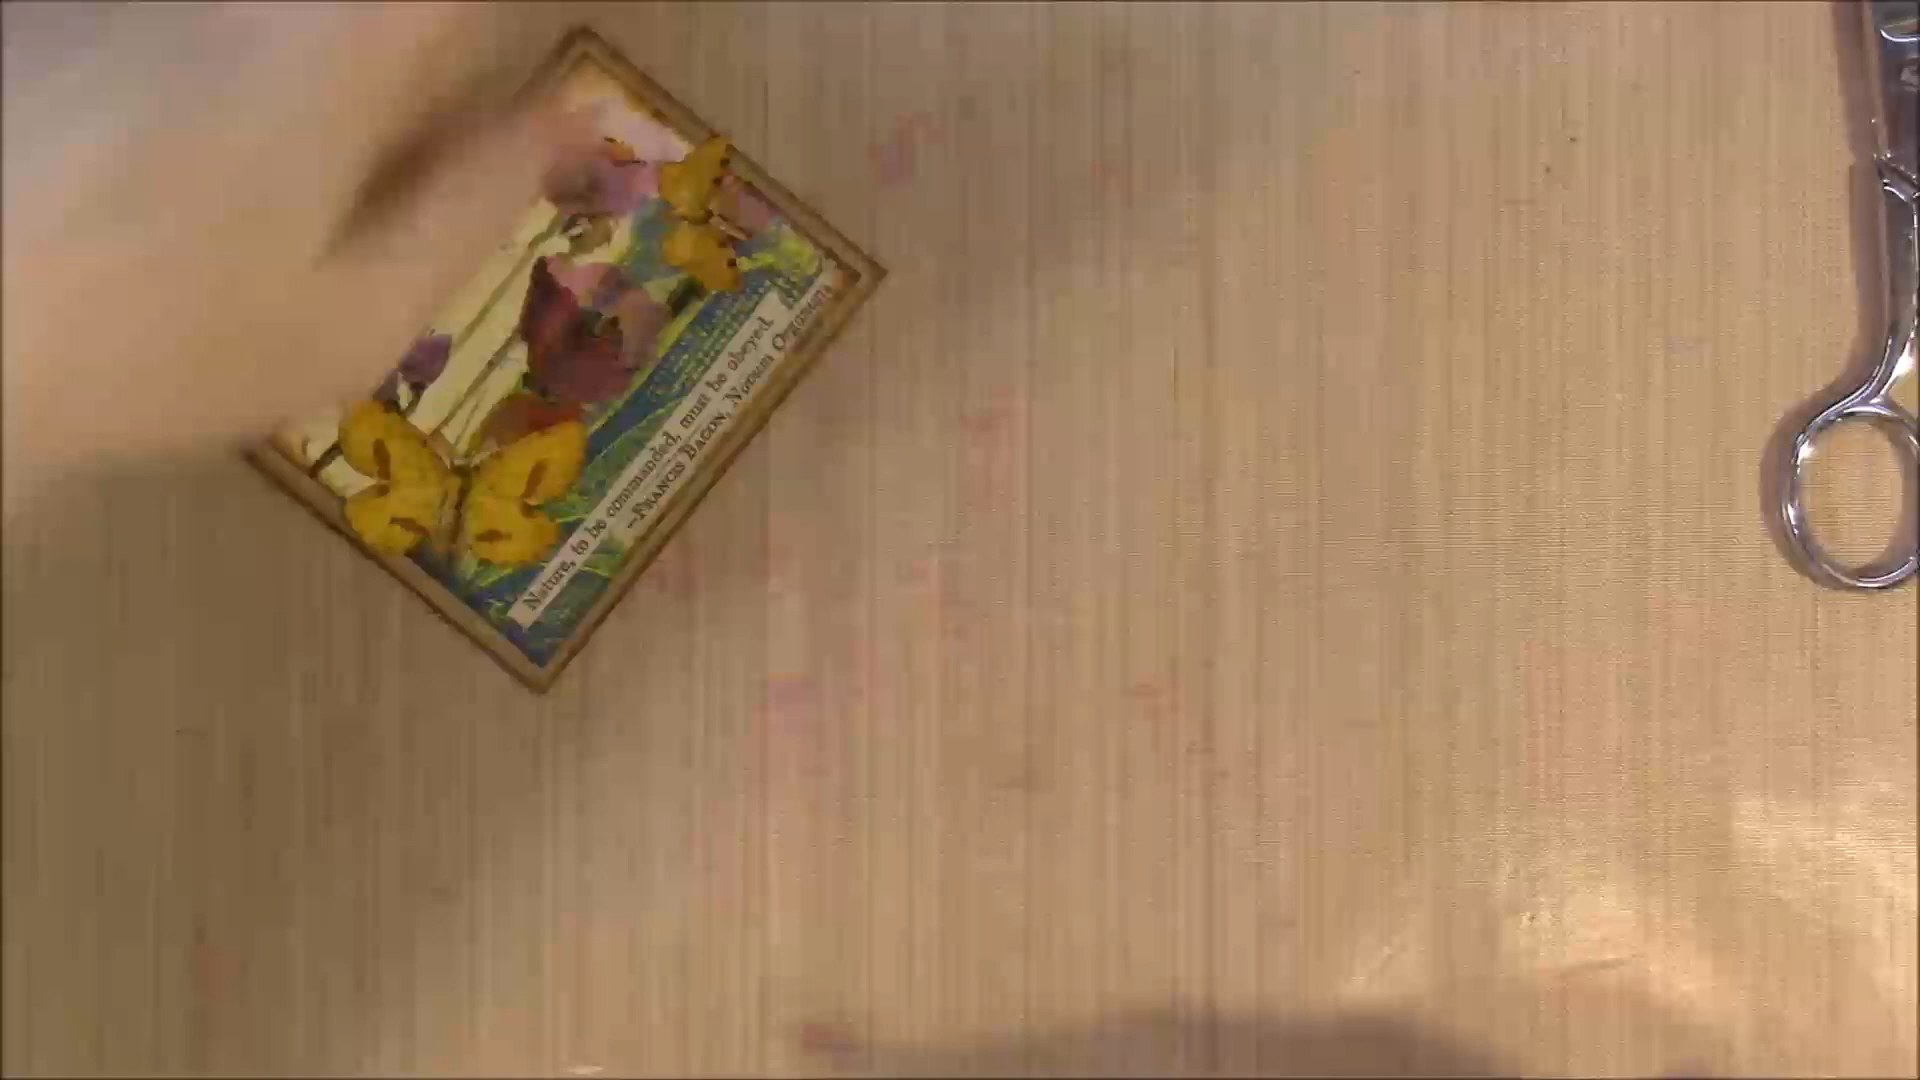 Nature, to be commanded, must be obeyed.
—FRANCIS BACON, Novum Organum